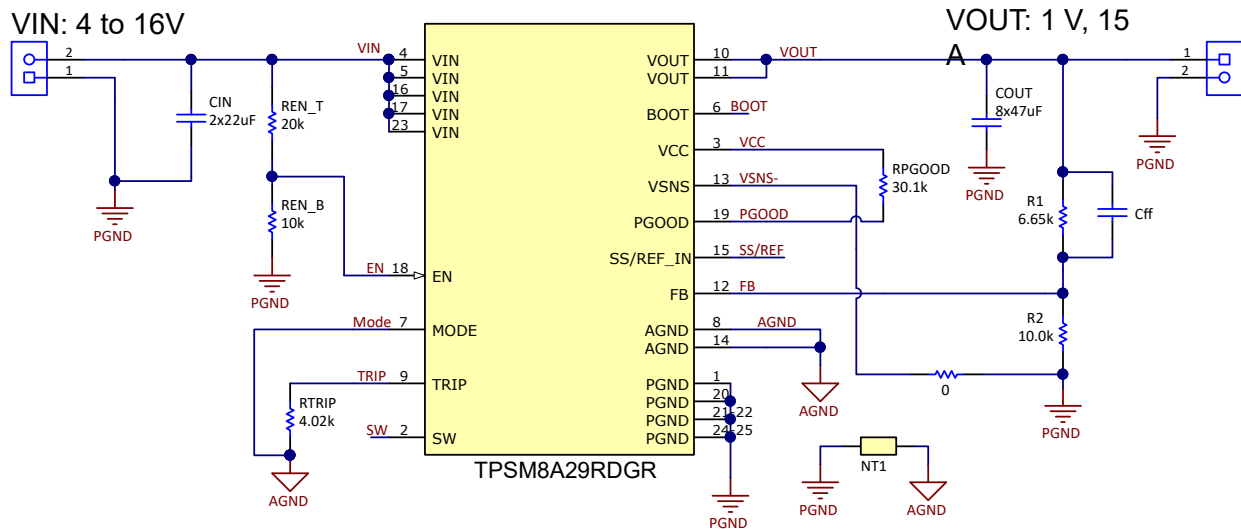 VIN: 4 to 16V
VOUT: 1 V, 15
A
2
1
CIN
2x22uF
PGND
REN_T
20k
REN_B
10k
PGND
VIN
4
5
16
17
23
VIN
VIN
VIN
VIN
VIN
EN
18
EN
Mode
7
MODE
TRIP
9
TRIP
RTRIP
4.02k
SW
2
SW
AGND
VOUT
10
VOUT
VOUT
11
BOOT
6
BOOT
VCC
3
VCC
VSNS
13
VSNS-
PGOOD
19
PGOOD
RPGOOD
30.1k
SS/REF_IN
15
SS/REF
FB
12
FB
AGND
8
AGND
AGND
14
AGND
PGND
1
PGND
20
PGND
21-22
PGND
24-25
PGND
TPSM8A29RDGR
COUT
8x47uF
PGND
1
2
PGND
R1
6.65k
Cff
R2
10.0k
0
PGND
NT1
PGND
AGND